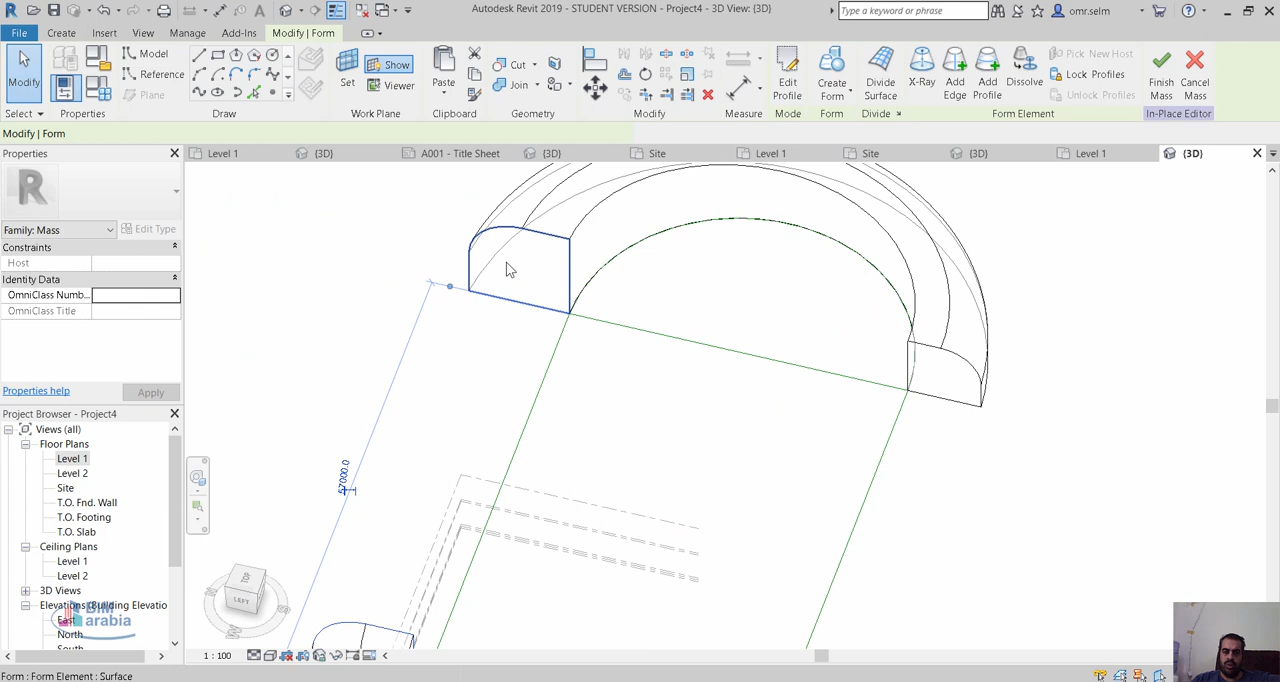 Autodesk Revit 2019 - STUDENT VERSION - Project4 - 3D View: {3D}
Type a keyword or phrase
omr.selm
File Create Insert View Manage Add-Ins Modify | Form
Modify
Model
Reference
Plane
Set
Show
Viewer
Paste
Cut
Join
Edit Profile
Create Form
Divide Surface
X-Ray
Add Edge
Add Profile
Dissolve
Pick New Host
Lock Profiles
Unlock Profiles
Finish Mass
Cancel Mass
Select Properties Draw Work Plane Clipboard Geometry Modify Measure Mode Form Divide Form Element In-Place Editor
Modify | Form
Properties
Level 1 {3D} A001 - Title Sheet {3D} Site Level 1 Site {3D} Level 1 {3D}
R
Family: Mass
Edit Type
Constraints
Host
Identity Data
OmniClass Numb...
OmniClass Title
Properties help
Apply
Project Browser - Project4
Views (all)
Floor Plans
Level 1
Level 2
Site
T.O. Fnd. Wall
T.O. Footing
T.O. Slab
Ceiling Plans
Level 1
Level 2
3D Views
Elevations (Building Elevatio
East
North
South
BIM
arabia
57000.0
TOP
LEFT
1 : 100
Form : Form Element : Surface